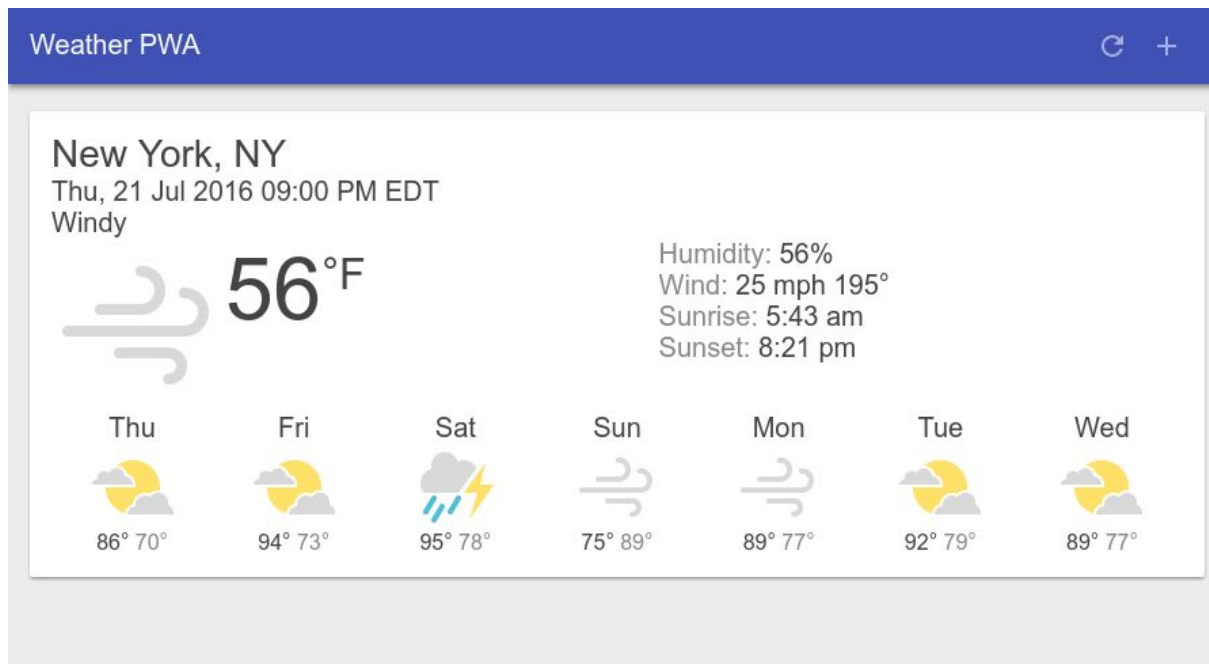 Weather PWA
New York, NY
Thu, 21 Jul 2016 09:00 PM EDT
Windy
56°F
Humidity: 56%
Wind: 25 mph 195°
Sunrise: 5:43 am
Sunset: 8:21 pm
Thu Fri Sat Sun Mon Tue Wed
86° 70° 94° 73° 95° 78° 75° 89° 89° 77° 92° 79° 89° 77°